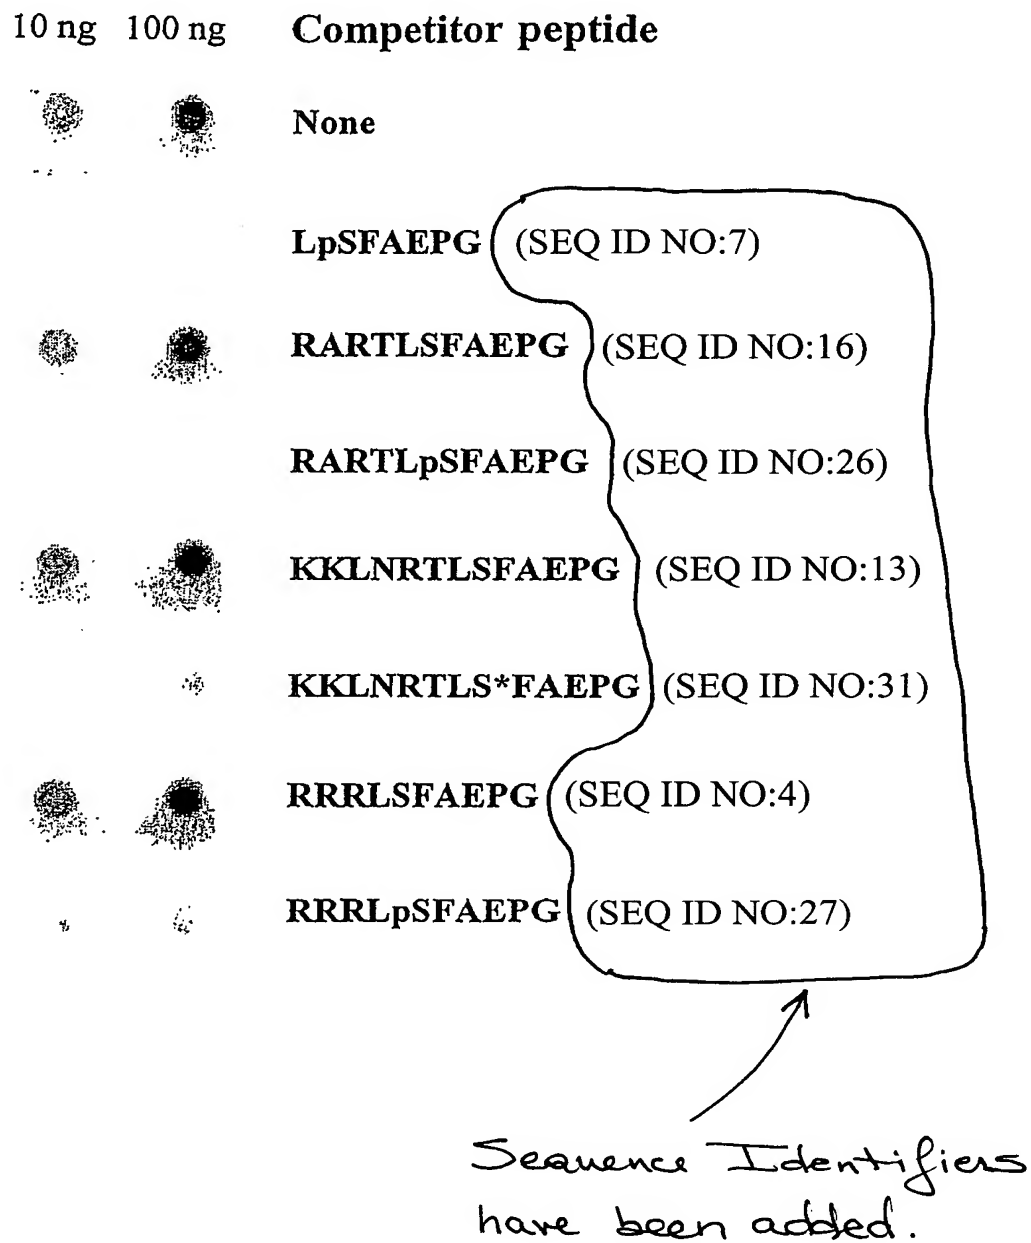 10 ng 100 ng Competitor peptide
None
LpSFAEPG (SEQ ID NO:7)
RARTLSFAEPG (SEQ ID NO:16)
RARTLpSFAEPG (SEQ ID NO:26)
KKLNRTLSFAEPG (SEQ ID NO:13)
KKLNRTLS*FAEPG (SEQ ID NO:31)
RRRLSFAEPG (SEQ ID NO:4)
RRRLpSFAEPG (SEQ ID NO:27)
Sequence Identifiers
have been added.